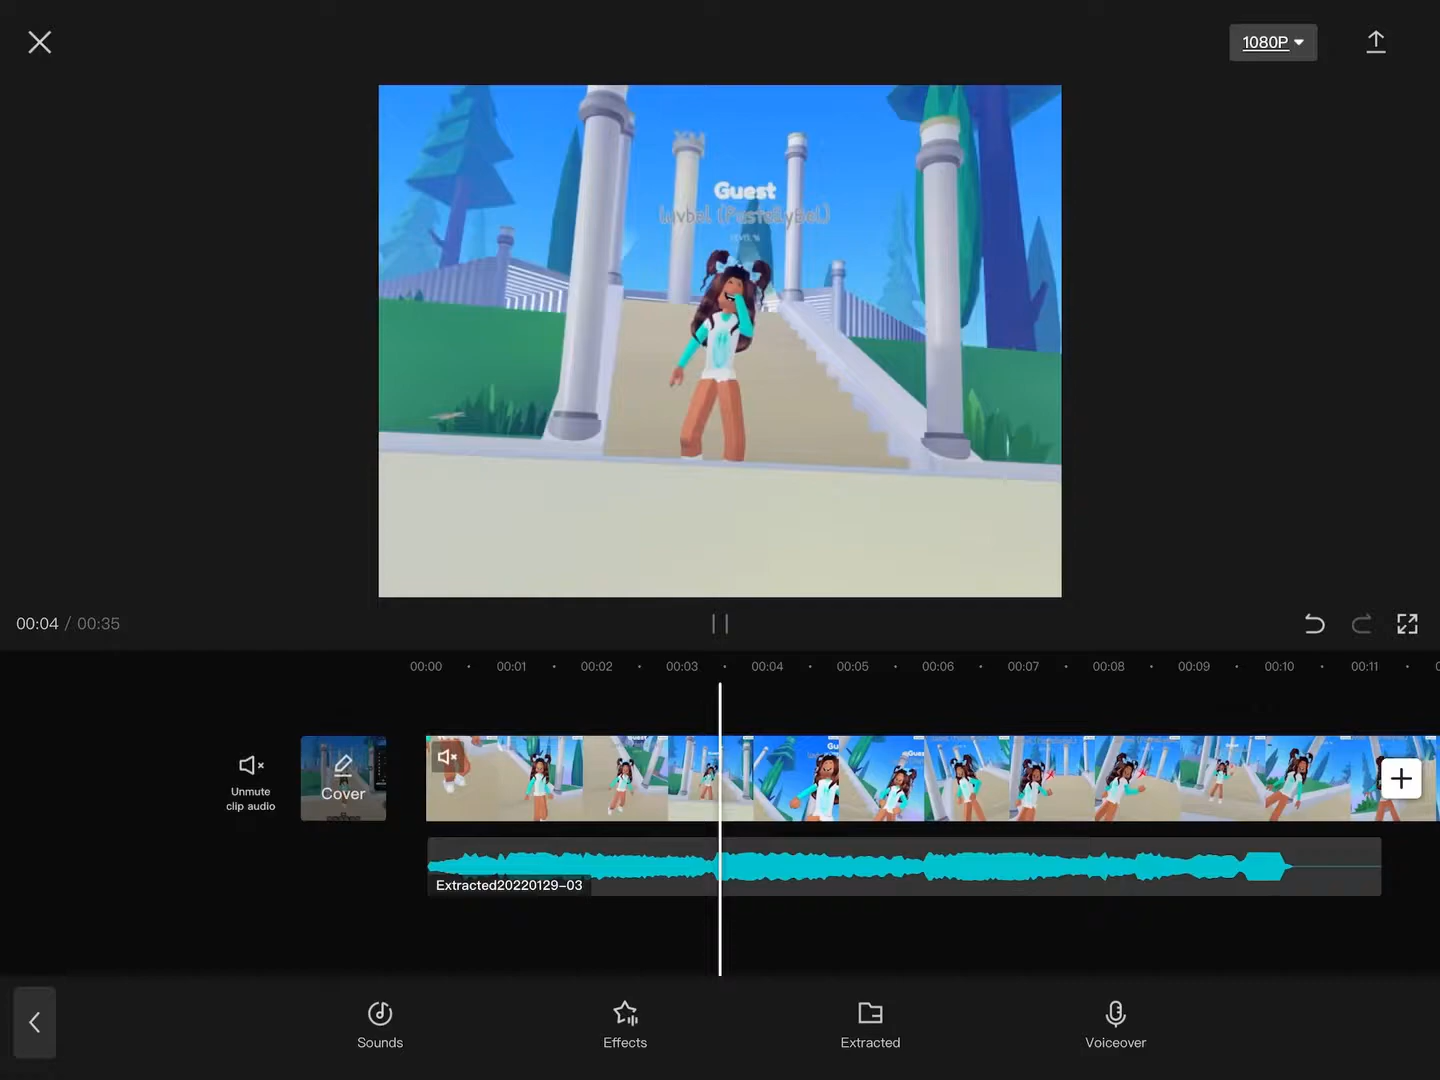 1080P
Guest
luvbal (PastellyBel)
00:04 / 00:35
00:00 00:01 00:02 00:03 00:04 00:05 00:06 00:07 00:08 00:09 00:10 00:11
Unmute
clip audio
Cover
Extracted20220129-03
Sounds
Effects
Extracted
Voiceover